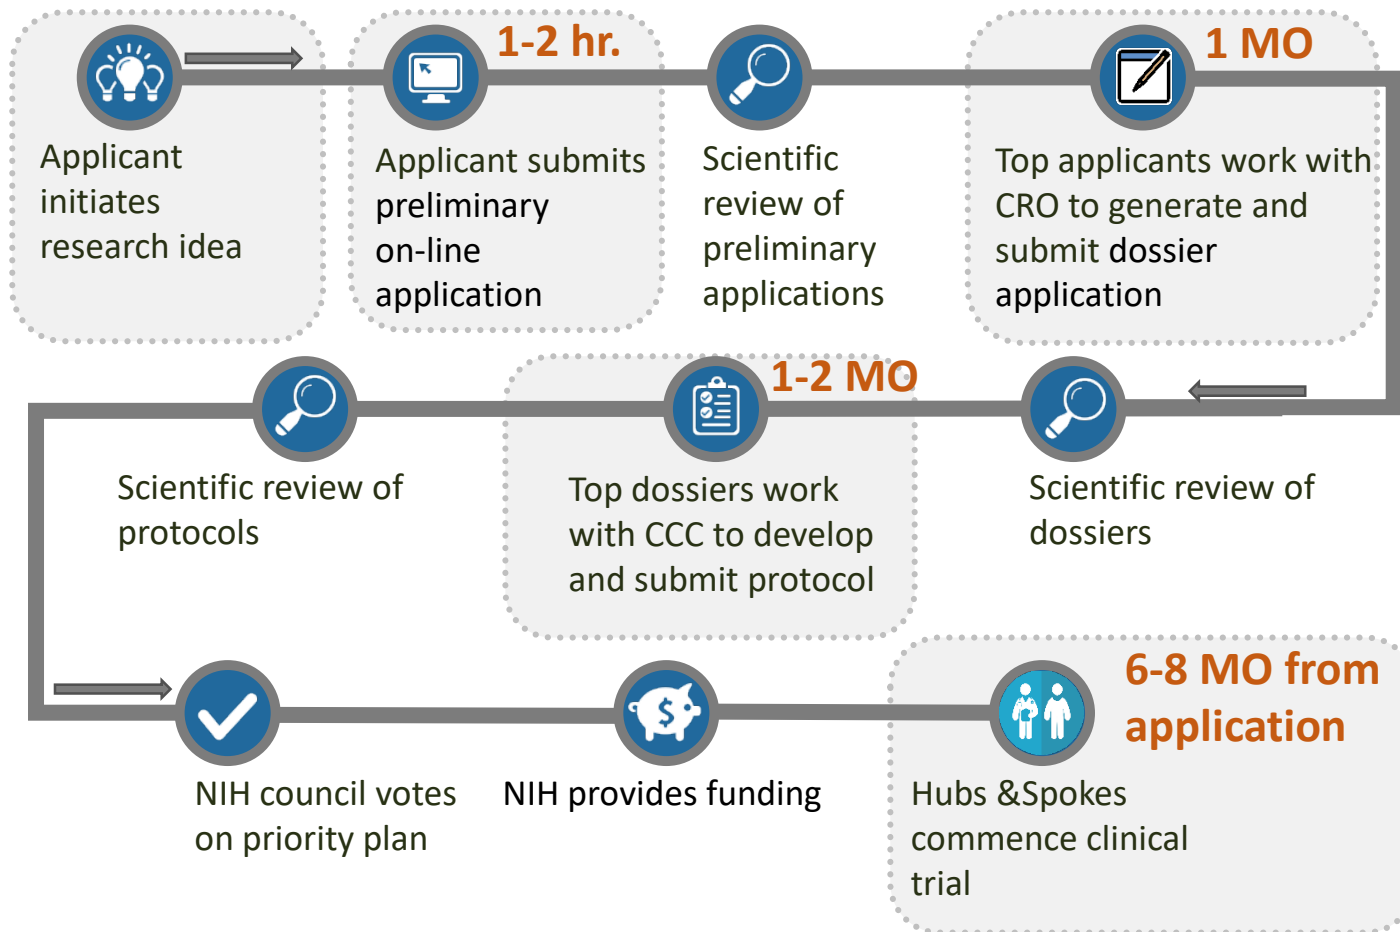 1-2 hr.
1 MO
Applicant
initiates
research idea
Applicant submits
preliminary
on-line
application
Scientific
review of
preliminary
applications
Top applicants work with
CRO to generate and
submit dossier
application
1-2 MO
Scientific review of
protocols
Top dossiers work
with CCC to develop
and submit protocol
Scientific review of
dossiers
6-8 MO from
application
NIH council votes
on priority plan
$
NIH provides funding
Hubs &Spokes
commence clinical
trial